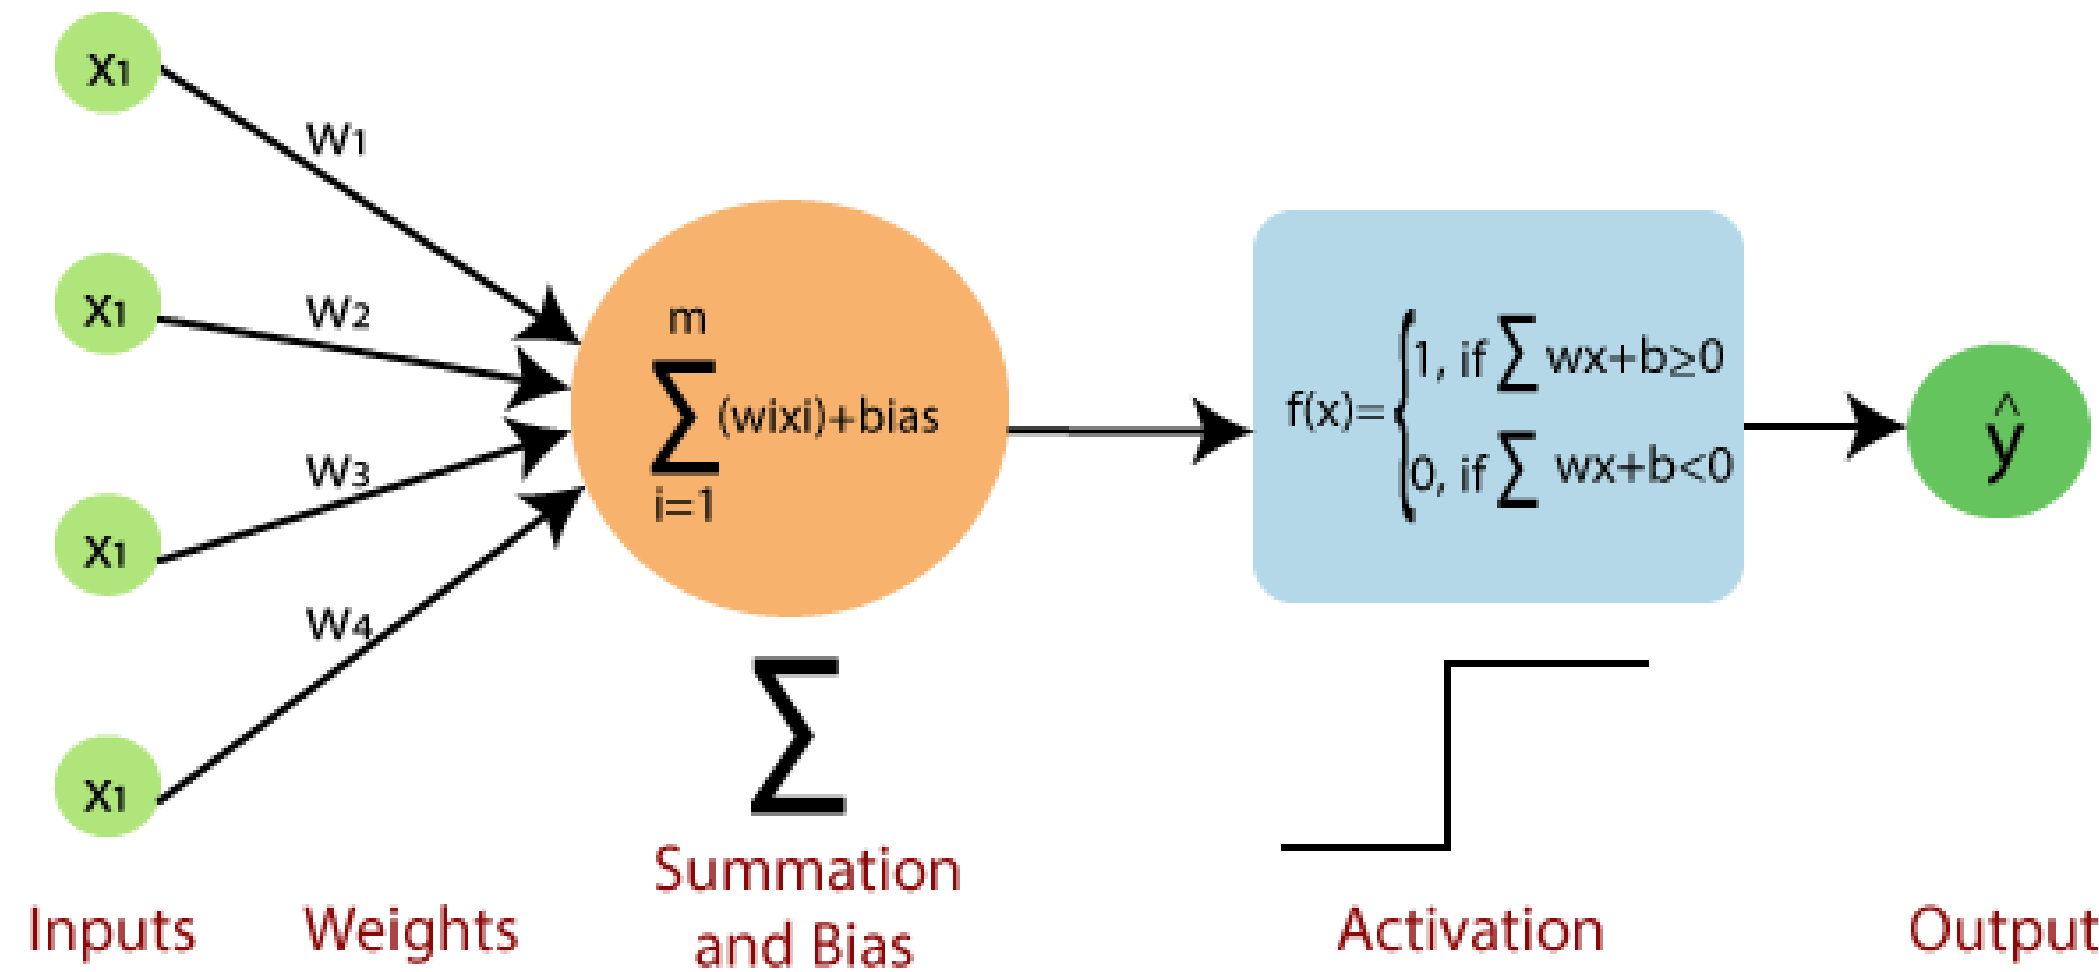 x1
w1
x1
w2
x1
w3
x1
w4
m
∑ (wixi)+bias
i=1
∑
Summation
and Bias
f(x)={
1, if ∑ wx+b≥0
0, if ∑ wx+b<0
ŷ
Inputs
Weights
Activation
Output